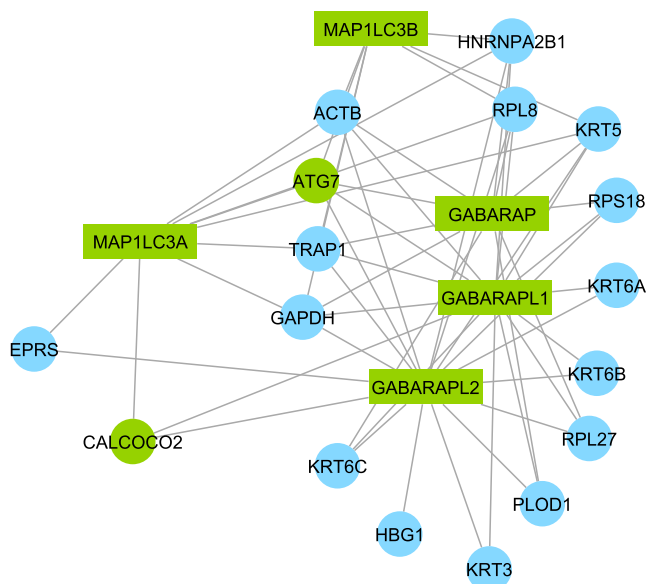 MAP1LC3B
HNRNPA2B1
ACTB
RPL8
KRT5
ATG7
RPS18
GABARAP
MAP1LC3A
TRAP1
KRT6A
GABARAPL1
GAPDH
EPRS
KRT6B
GABARAPL2
RPL27
CALCOCO2
KRT6C
PLOD1
HBG1
KRT3